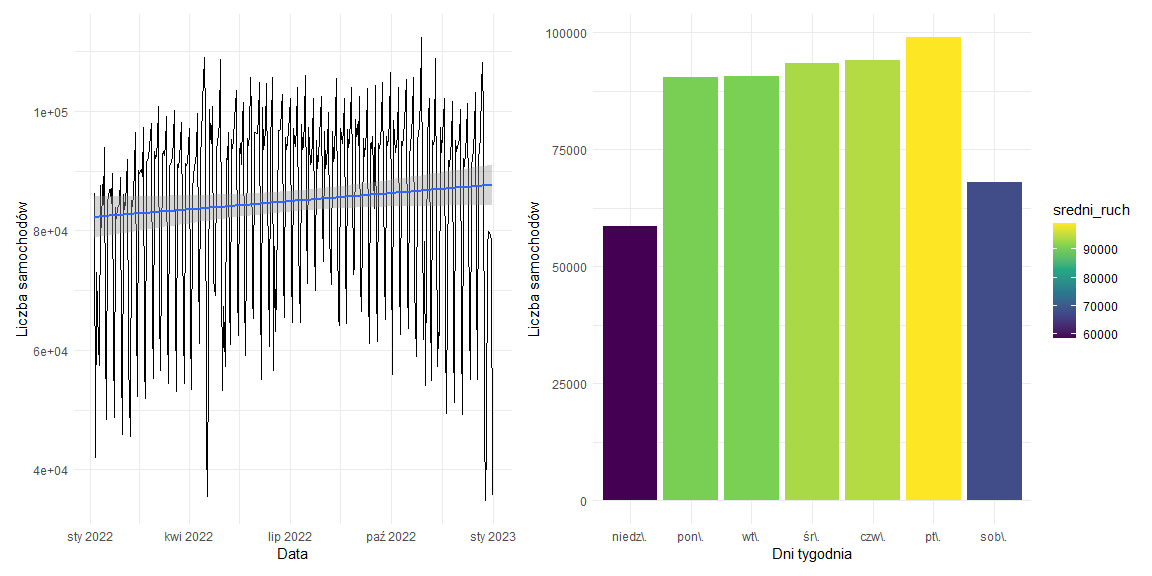 Liczba samochodów
1e+05
8e+04
6e+04
4e+04
sty 2022
kwi 2022
lip 2022
paź 2022
sty 2023
Data
Liczba samochodów
100000
75000
50000
25000
0
niedz\.
pon\.
wt\.
śr\.
czw\.
pt\.
sob\.
Dni tygodnia
sredni_ruch
90000
80000
70000
60000